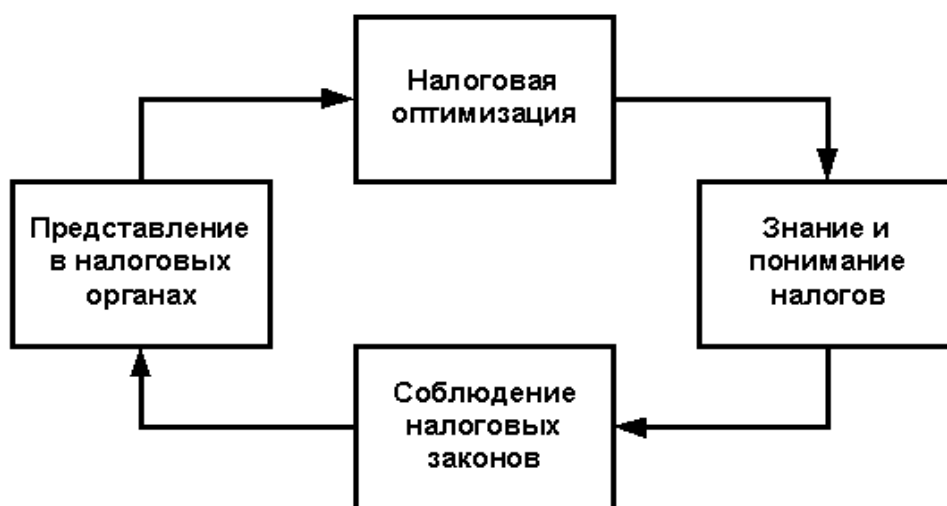 Налоговая
оптимизация
Представление
в налоговых
органах
Знание и
понимание
налогов
Соблюдение
налоговых
законов